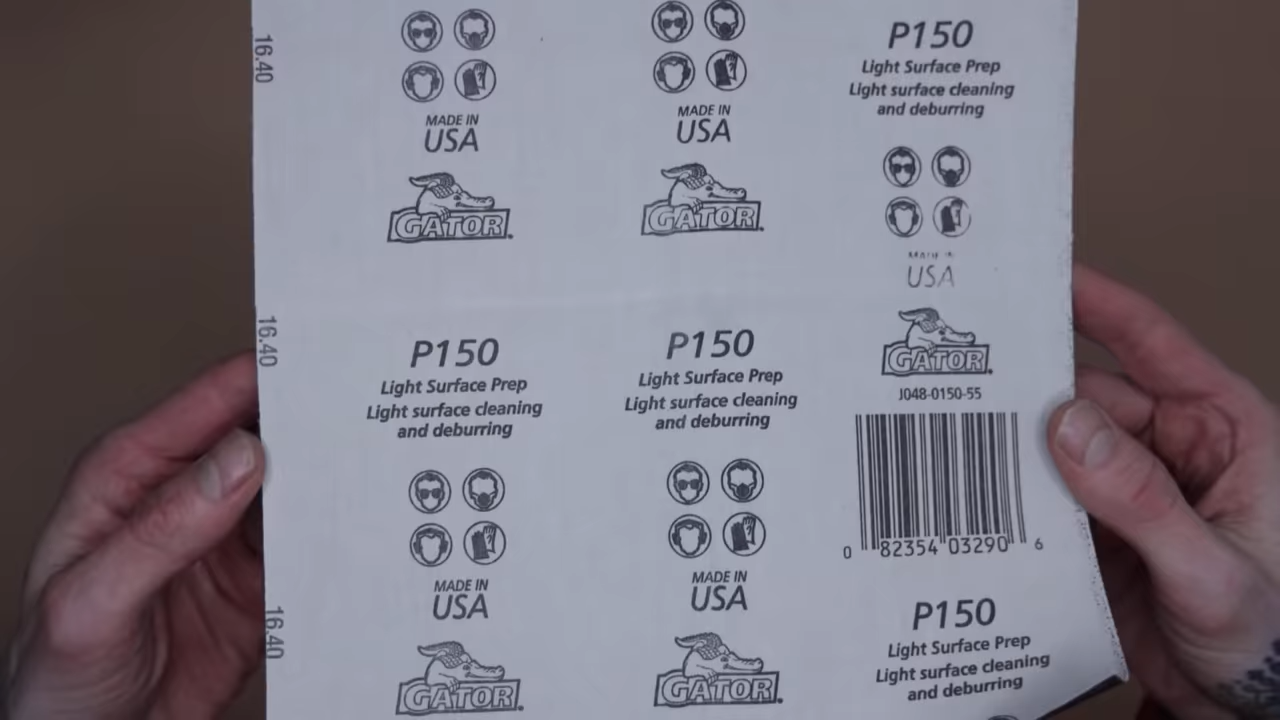 16.40
MADE IN
USA
GATOR
MADE IN
USA
GATOR
P150
Light Surface Prep
Light surface cleaning
and deburring
MADE IN
USA
GATOR
J048-0150-55
0 82354 03290 6
16.40
P150
Light Surface Prep
Light surface cleaning
and deburring
MADE IN
USA
GATOR
P150
Light Surface Prep
Light surface cleaning
and deburring
MADE IN
USA
GATOR
P150
Light Surface Prep
Light surface cleaning
and deburring
16.40